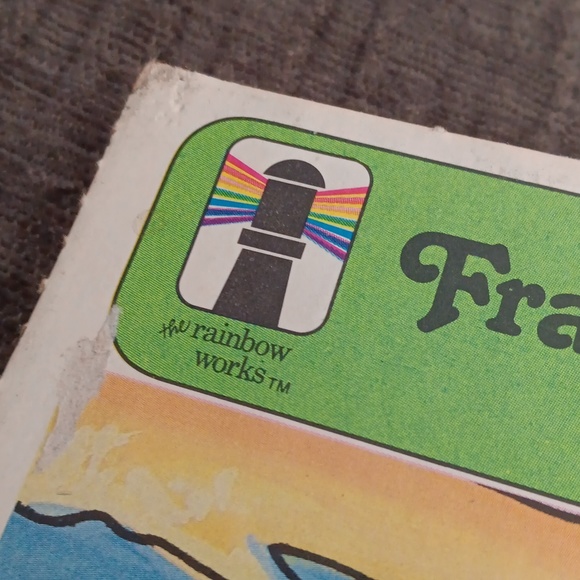 the rainbow
works™
Fra